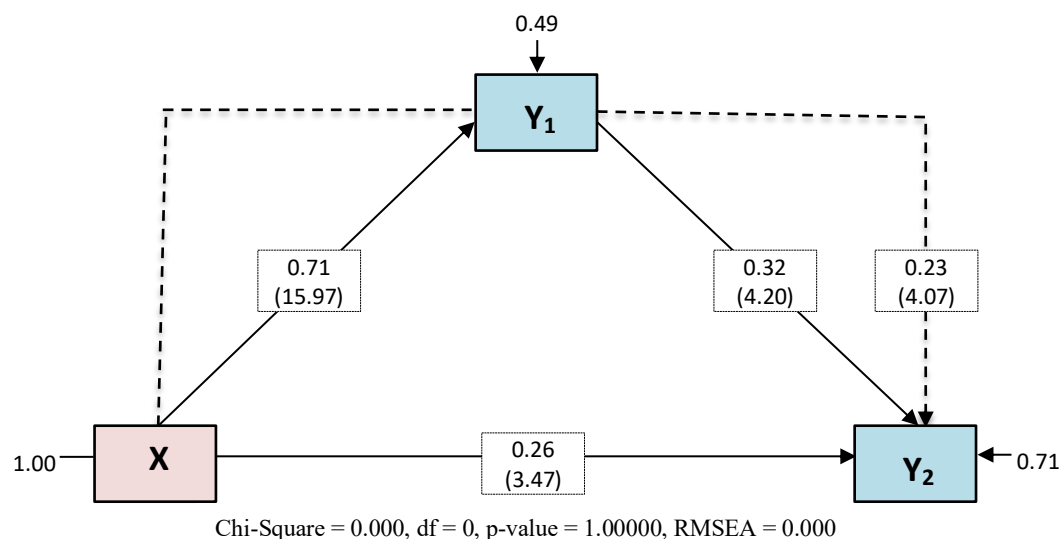 0.49
Y₁
0.71
(15.97)
0.32
(4.20)
0.23
(4.07)
1.00
X
0.26
(3.47)
Y₂
0.71
Chi-Square = 0.000, df = 0, p-value = 1.00000, RMSEA = 0.000